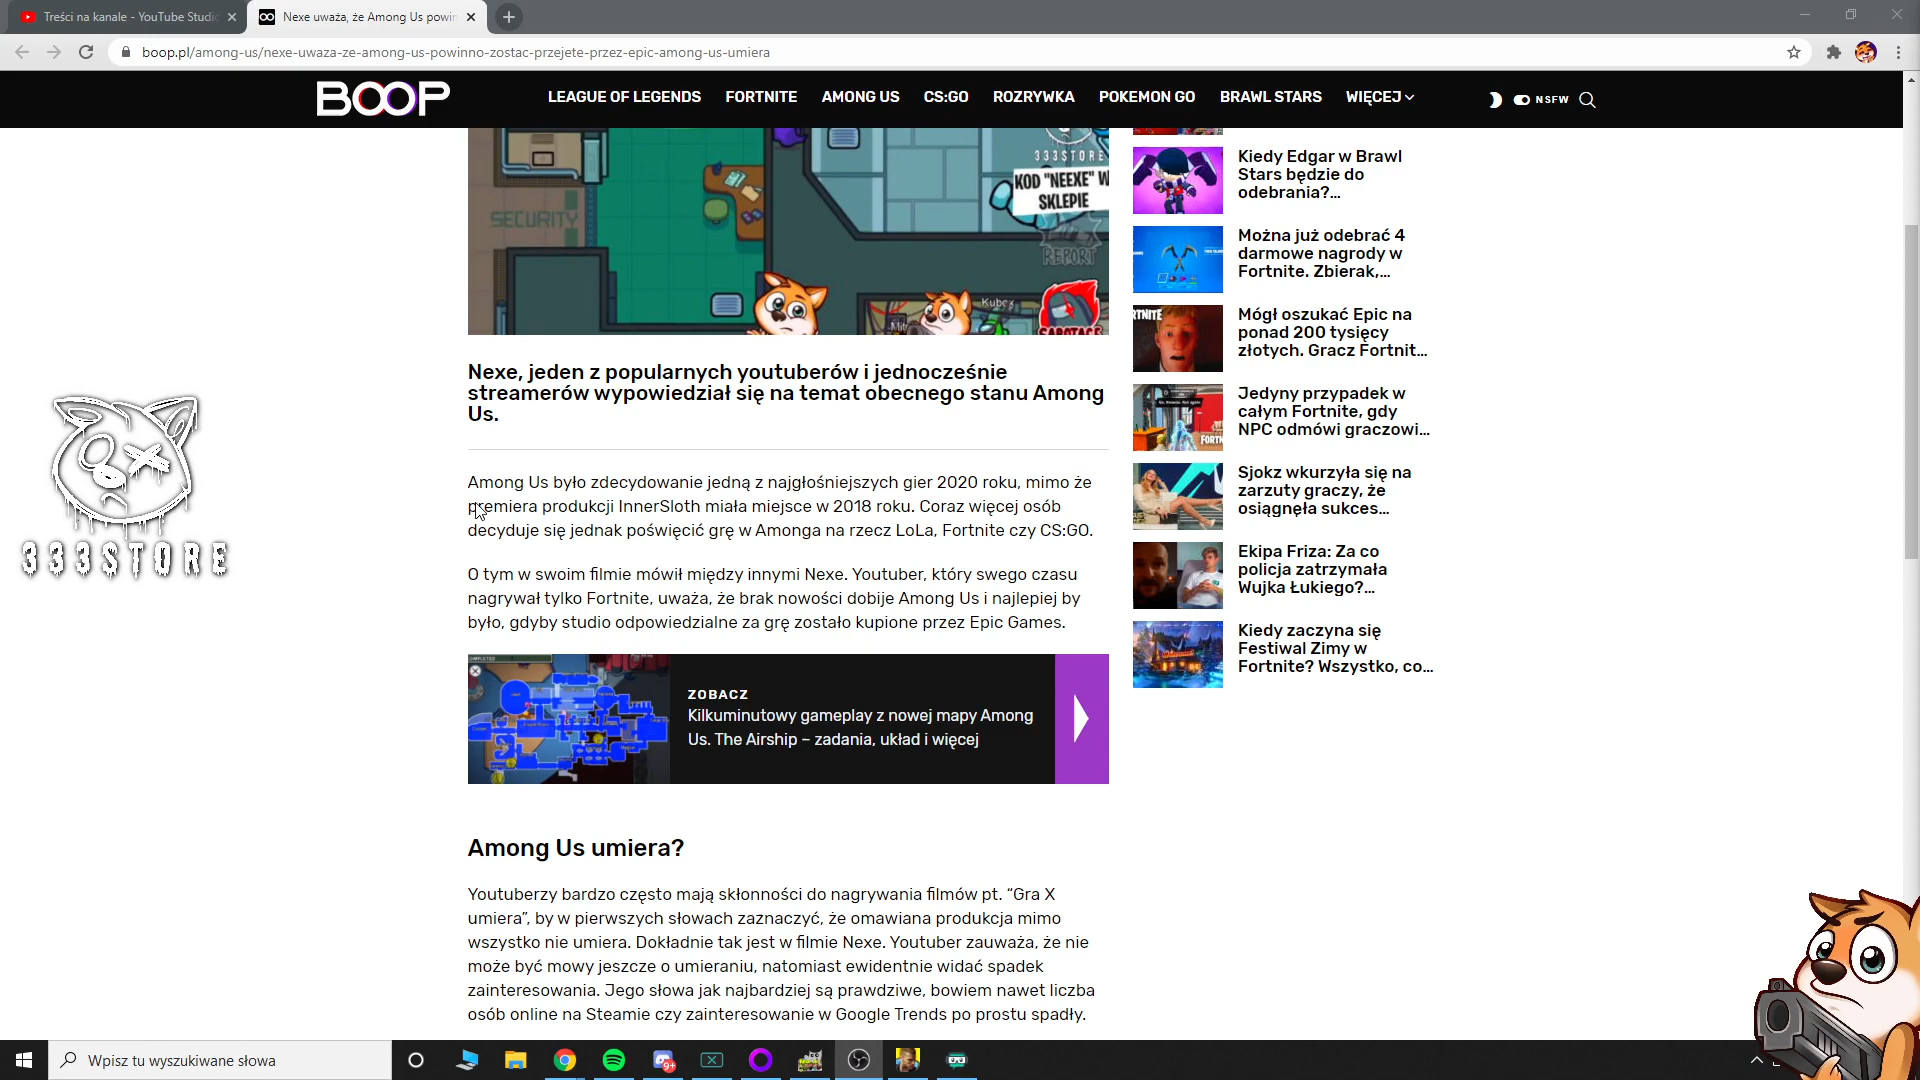 Treści na kanale - YouTube Studio
Nexe uważa, że Among Us powin
boop.pl/among-us/nexe-uwaza-ze-among-us-powinno-zostac-przejete-przez-epic-among-us-umiera
BOOP
LEAGUE OF LEGENDS FORTNITE AMONG US CS:GO ROZRYWKA POKEMON GO BRAWL STARS WIĘCEJ NSFW
SECURITY
333STORE
KOD "NEEXE" W
SKLEPIE
REPORT
Kubex
SABOTAGE
Nexe, jeden z popularnych youtuberów i jednocześnie
streamerów wypowiedział się na temat obecnego stanu Among
Us.
Among Us było zdecydowanie jedną z najgłośniejszych gier 2020 roku, mimo że
premiera produkcji InnerSloth miała miejsce w 2018 roku. Coraz więcej osób
decyduje się jednak poświęcić grę w Amonga na rzecz LoLa, Fortnite czy CS:GO.
O tym w swoim filmie mówił między innymi Nexe. Youtuber, który swego czasu
nagrywał tylko Fortnite, uważa, że brak nowości dobije Among Us i najlepiej by
było, gdyby studio odpowiedzialne za grę zostało kupione przez Epic Games.
ZOBACZ
Kilkuminutowy gameplay z nowej mapy Among
Us. The Airship – zadania, układ i więcej
Among Us umiera?
Youtuberzy bardzo często mają skłonności do nagrywania filmów pt. “Gra X
umiera”, by w pierwszych słowach zaznaczyć, że omawiana produkcja mimo
wszystko nie umiera. Dokładnie tak jest w filmie Nexe. Youtuber zauważa, że nie
może być mowy jeszcze o umieraniu, natomiast ewidentnie widać spadek
zainteresowania. Jego słowa jak najbardziej są prawdziwe, bowiem nawet liczba
osób online na Steamie czy zainteresowanie w Google Trends po prostu spadły.
Kiedy Edgar w Brawl
Stars będzie do
odebrania?...
Można już odebrać 4
darmowe nagrody w
Fortnite. Zbierak,...
Mógł oszukać Epic na
ponad 200 tysięcy
złotych. Gracz Fortnit...
Jedyny przypadek w
całym Fortnite, gdy
NPC odmówi graczowi...
Sjokz wkurzyła się na
zarzuty graczy, że
osiągnęła sukces...
Ekipa Friza: Za co
policja zatrzymała
Wujka Łukiego?...
Kiedy zaczyna się
Festiwal Zimy w
Fortnite? Wszystko, co...
333STORE
Wpisz tu wyszukiwane słowa
9+